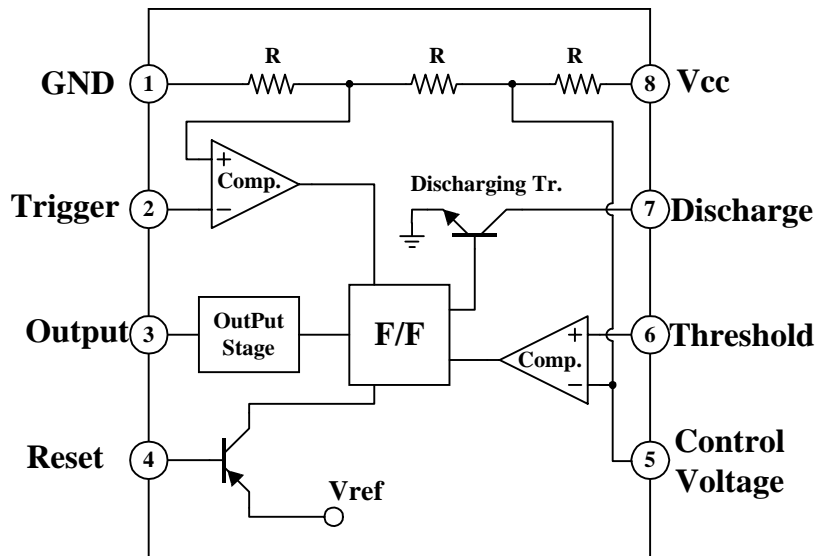 R
R
R
GND
1
8
Vcc
+
Comp.
−
Trigger
2
Discharging Tr.
7
Discharge
Output
3
OutPut
Stage
F/F
+
Comp.
−
6
Threshold
Reset
4
5
Control
Voltage
Vref